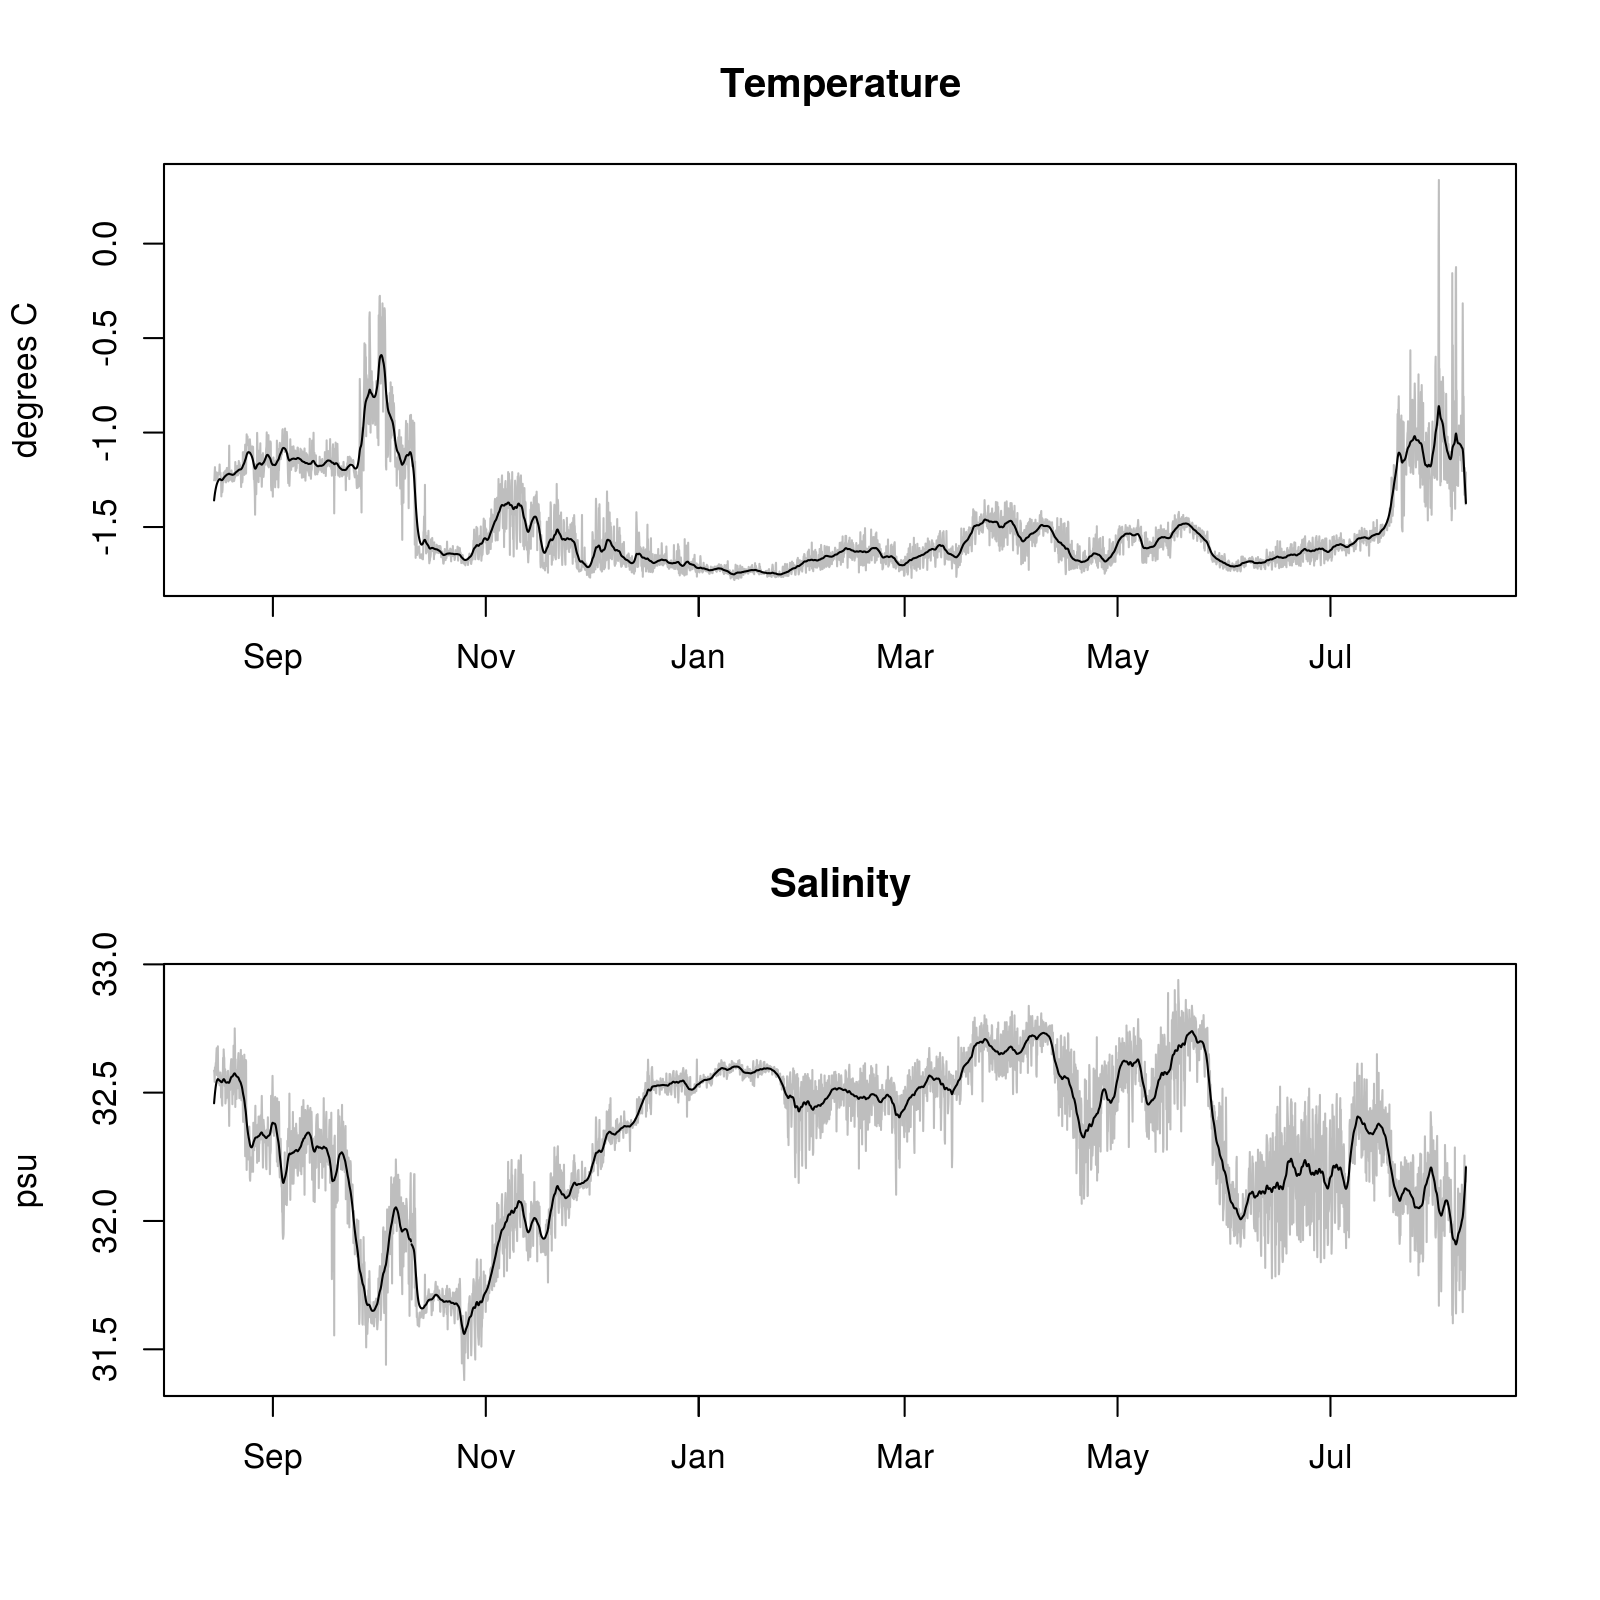 Temperature
degrees C
0.0
-0.5
-1.0
-1.5
Sep Nov Jan Mar May Jul
Salinity
psu
33.0
32.5
32.0
31.5
Sep Nov Jan Mar May Jul